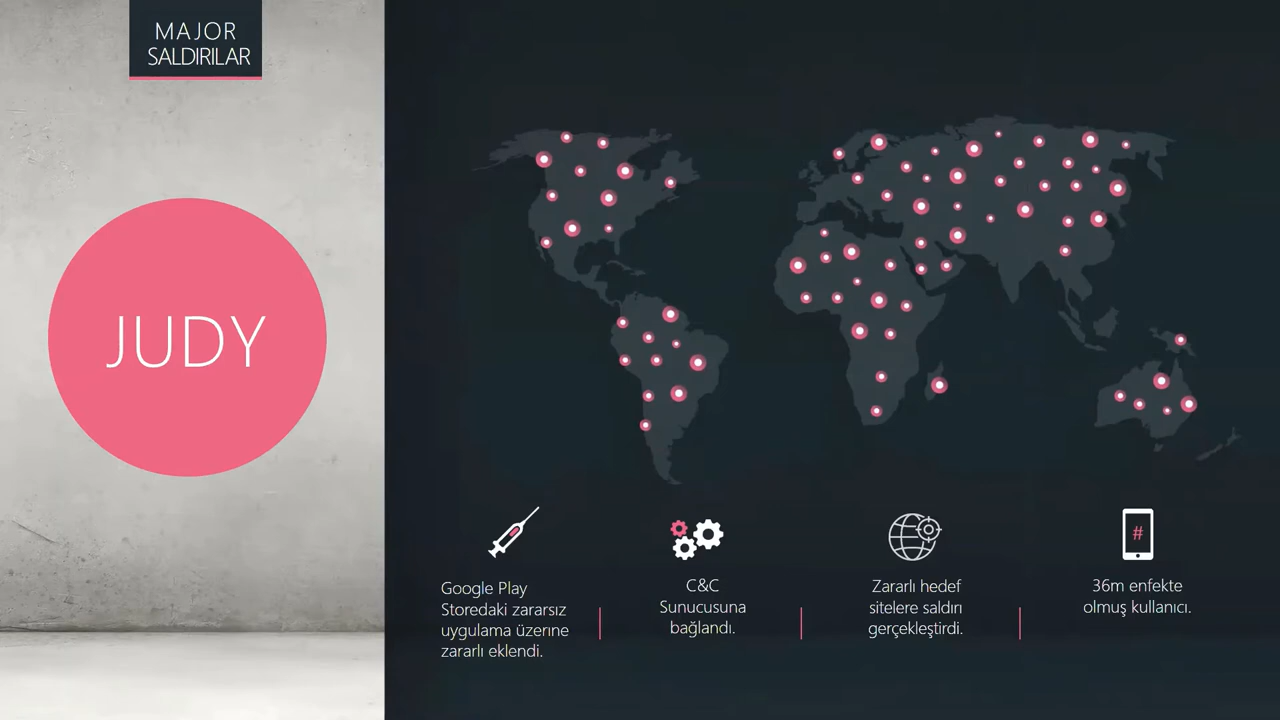 MAJOR
SALDIRILAR
JUDY
Google Play
Storedaki zararsız
uygulama üzerıne
zararlı eklendi.
C&C
Sunucusuna
bağlandı.
Zararlı hedef
sitelere saldırı
gerçekleştirdi.
#
36m enfekte
olmuş kullanıcı.